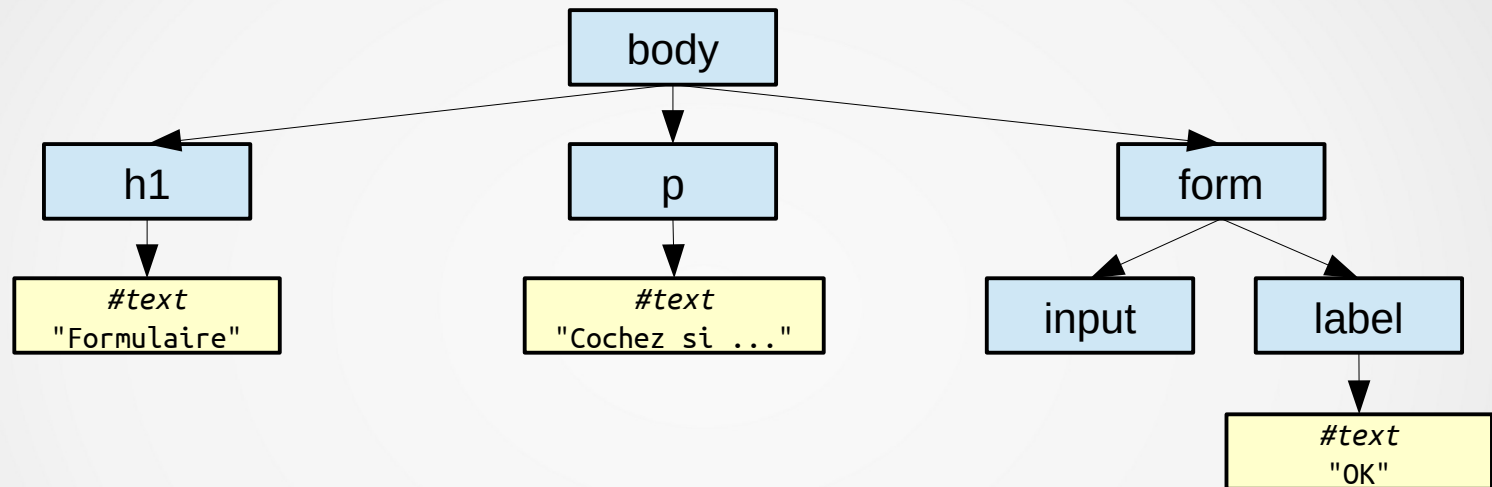 body
h1
p
form
#text
"Formulaire"
#text
"Cochez si ..."
input
label
#text
"OK"